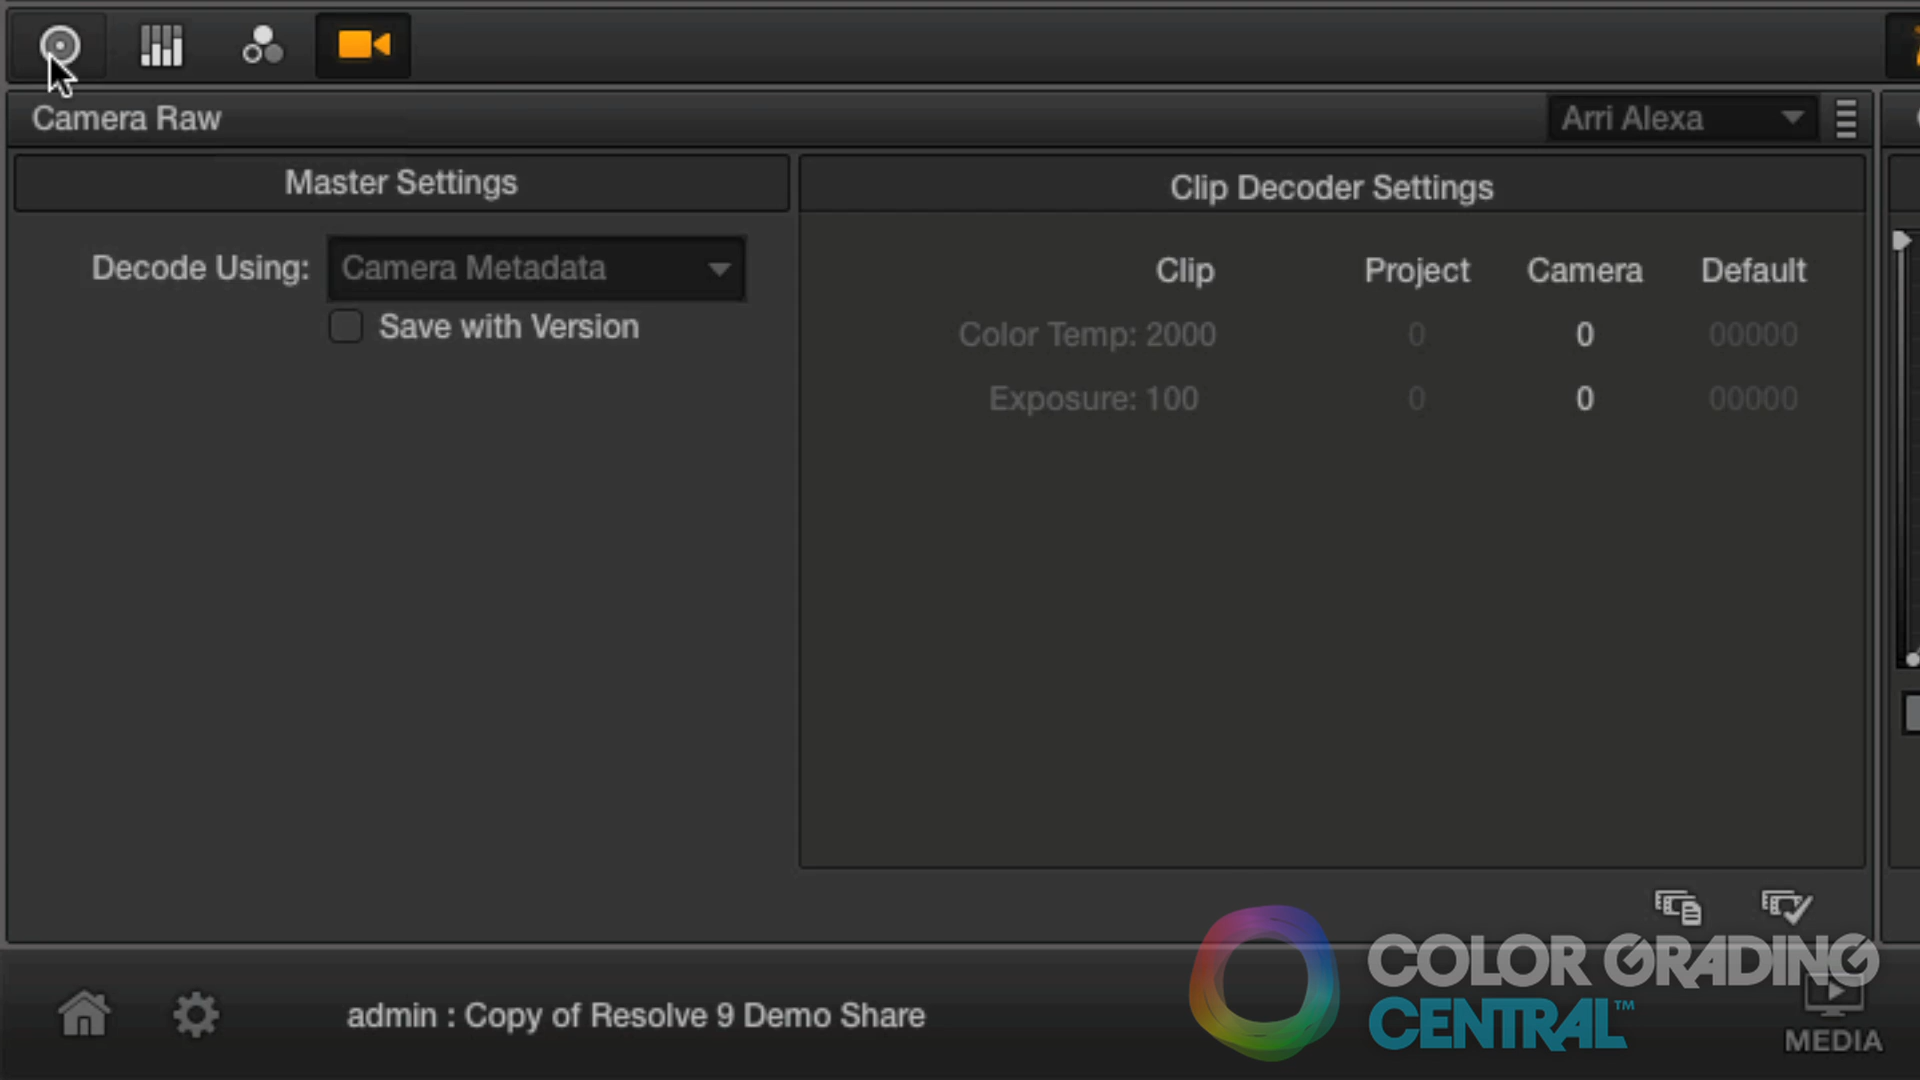 Camera Raw
Arri Alexa
Master Settings
Clip Decoder Settings
Decode Using: Camera Metadata
Save with Version
Clip Project Camera Default
Color Temp: 2000 0 0 00000
Exposure: 100 0 0 00000
admin : Copy of Resolve 9 Demo Share
COLOR GRADING
CENTRAL™
MEDIA